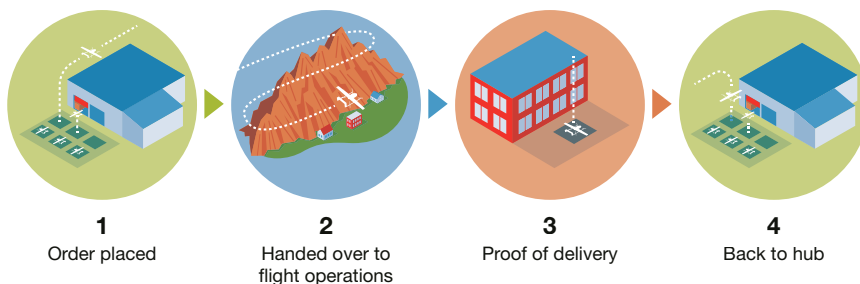 1
Order placed
2
Handed over to
flight operations
3
Proof of delivery
4
Back to hub